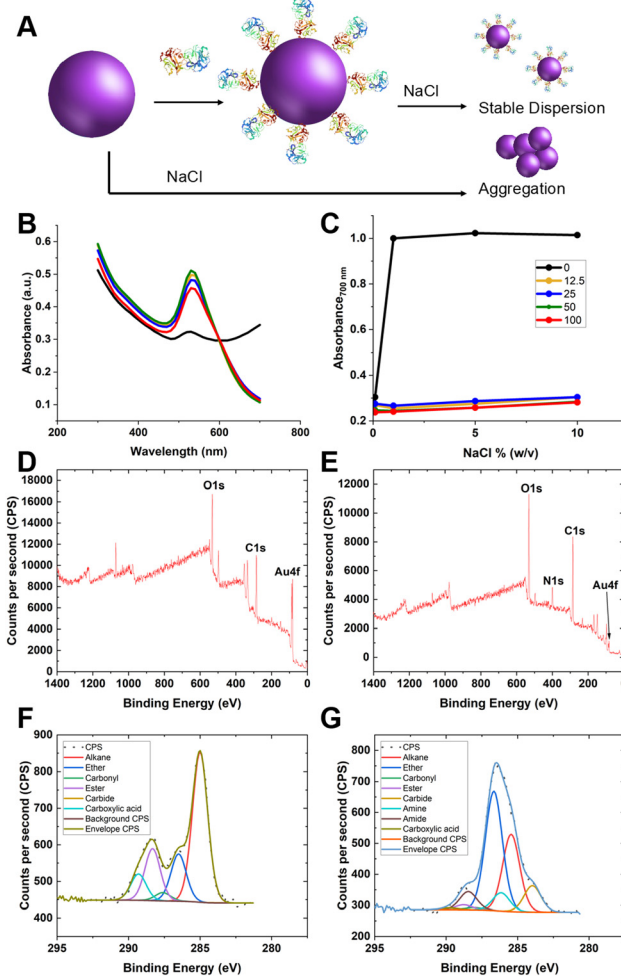 A
NaCl
Stable Dispersion
NaCl
Aggregation
B
Absorbance (a.u.)
0.6
0.5
0.4
0.3
0.2
0.1
200 400 600 800
Wavelength (nm)
C
Absorbance700 nm
1.0
0.8
0.6
0.4
0.2
0
12.5
25
50
100
0 5 10
NaCl % (w/v)
D
Counts per second (CPS)
18000
16000
14000
12000
10000
8000
6000
4000
2000
0
O1s
C1s
Au4f
1400 1200 1000 800 600 400 200 0
Binding Energy (eV)
E
Counts per second (CPS)
12000
10000
8000
6000
4000
2000
0
O1s
C1s
N1s
Au4f
1400 1200 1000 800 600 400 200 0
Binding Energy (eV)
F
Counts per second (CPS)
900
800
700
600
500
400
CPS
Alkane
Ether
Carbonyl
Ester
Carbide
Carboxylic acid
Background CPS
Envelope CPS
295 290 285 280
Binding Energy (eV)
G
Counts per second (CPS)
800
700
600
500
400
300
200
CPS
Alkane
Ether
Carbonyl
Ester
Carbide
Amine
Amide
Carboxylic acid
Background CPS
Envelope CPS
295 290 285 280
Binding Energy (eV)